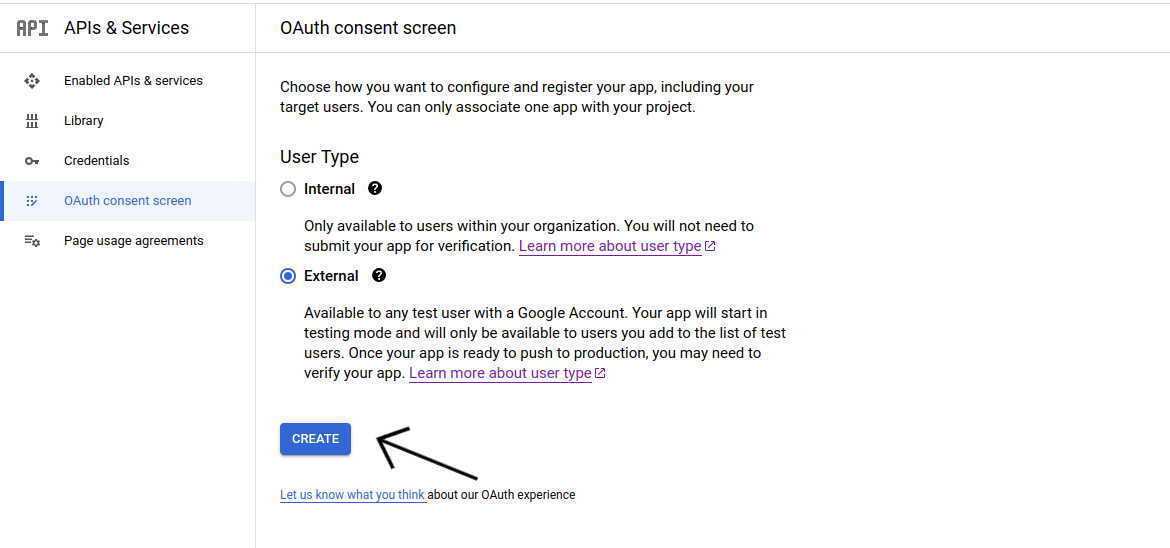 API APIs & Services
OAuth consent screen
Enabled APIs & services
Library
Credentials
OAuth consent screen
Page usage agreements
Choose how you want to configure and register your app, including your
target users. You can only associate one app with your project.
User Type
Internal ?
Only available to users within your organization. You will not need to
submit your app for verification. Learn more about user type
External ?
Available to any test user with a Google Account. Your app will start in
testing mode and will only be available to users you add to the list of test
users. Once your app is ready to push to production, you may need to
verify your app. Learn more about user type
CREATE
Let us know what you think about our OAuth experience